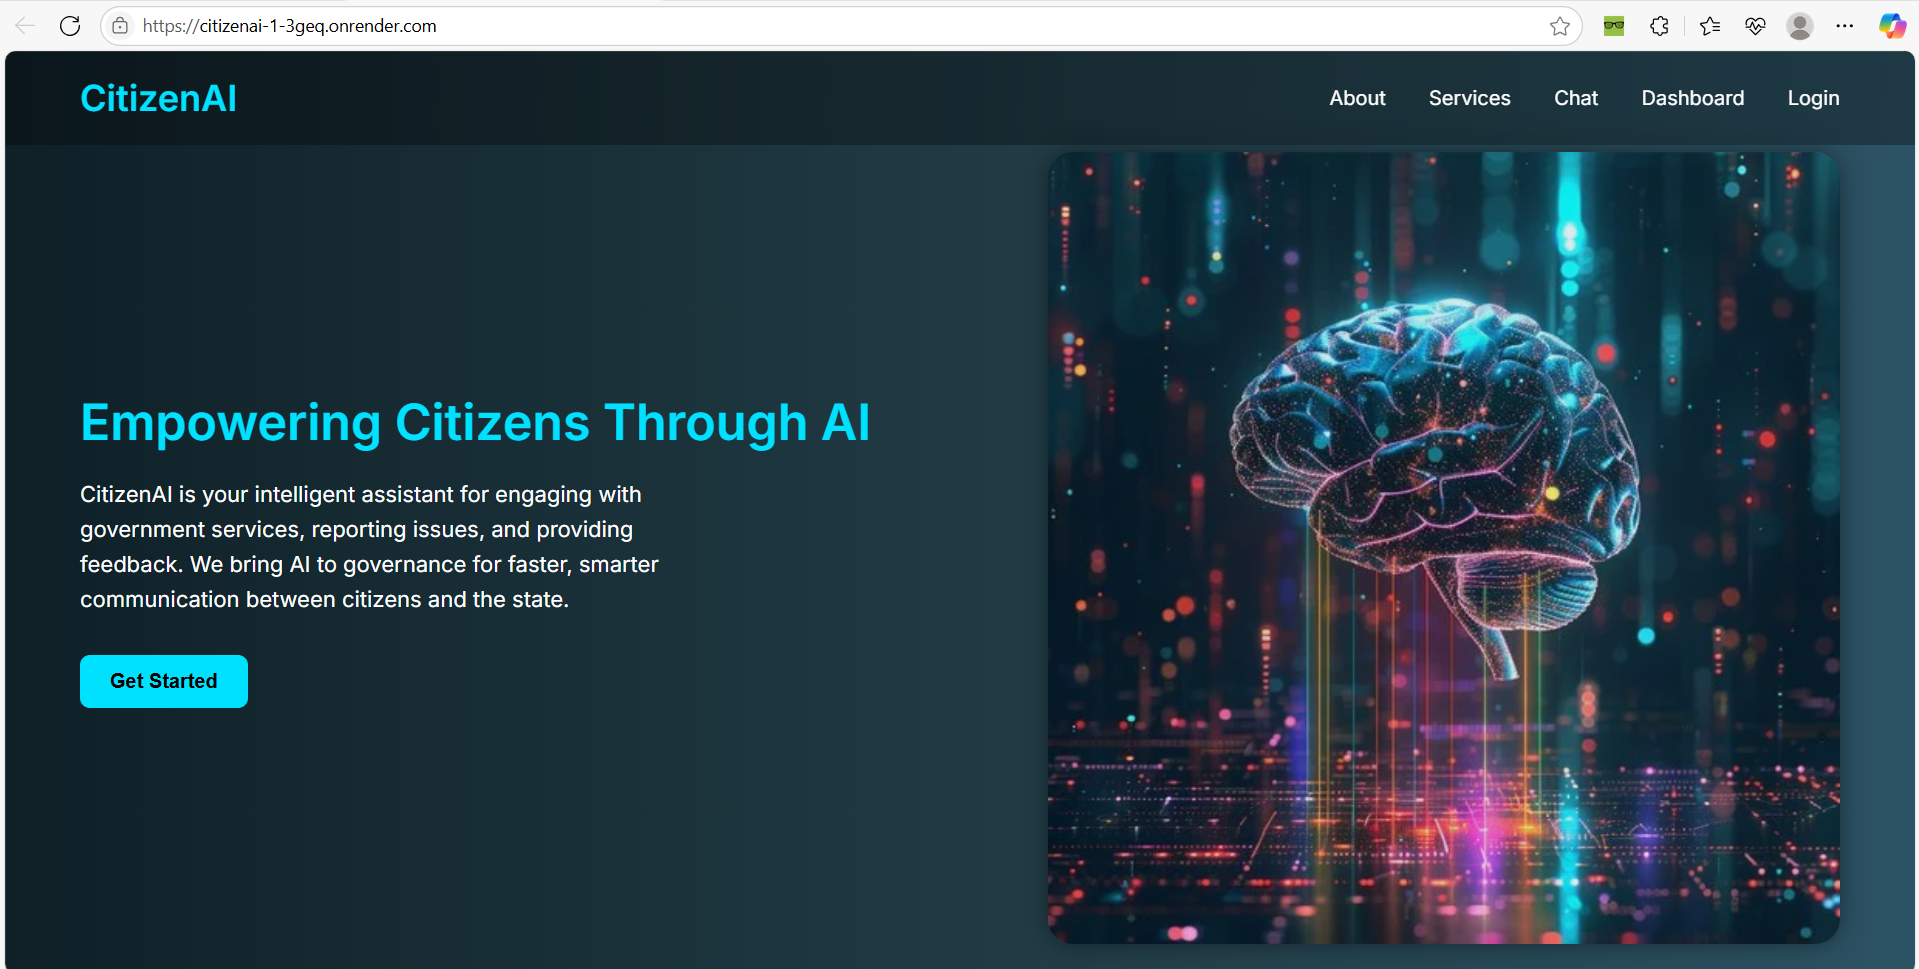 https://citizenai-1-3geq.onrender.com
CitizenAI
About Services Chat Dashboard Login
Empowering Citizens Through AI
CitizenAI is your intelligent assistant for engaging with
government services, reporting issues, and providing
feedback. We bring AI to governance for faster, smarter
communication between citizens and the state.
Get Started